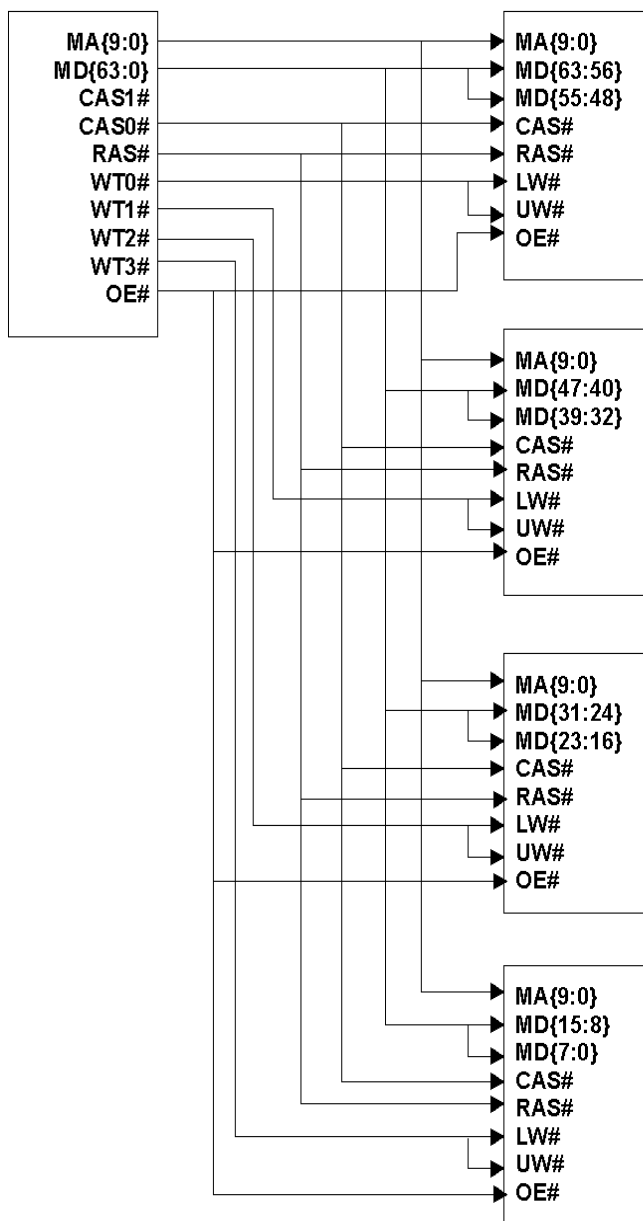 MA{9:0}
MD{63:0}
CAS1#
CAS0#
RAS#
WT0#
WT1#
WT2#
WT3#
OE#
MA{9:0}
MD{63:56}
MD{55:48}
CAS#
RAS#
LW#
UW#
OE#
MA{9:0}
MD{47:40}
MD{39:32}
CAS#
RAS#
LW#
UW#
OE#
MA{9:0}
MD{31:24}
MD{23:16}
CAS#
RAS#
LW#
UW#
OE#
MA{9:0}
MD{15:8}
MD{7:0}
CAS#
RAS#
LW#
UW#
OE#